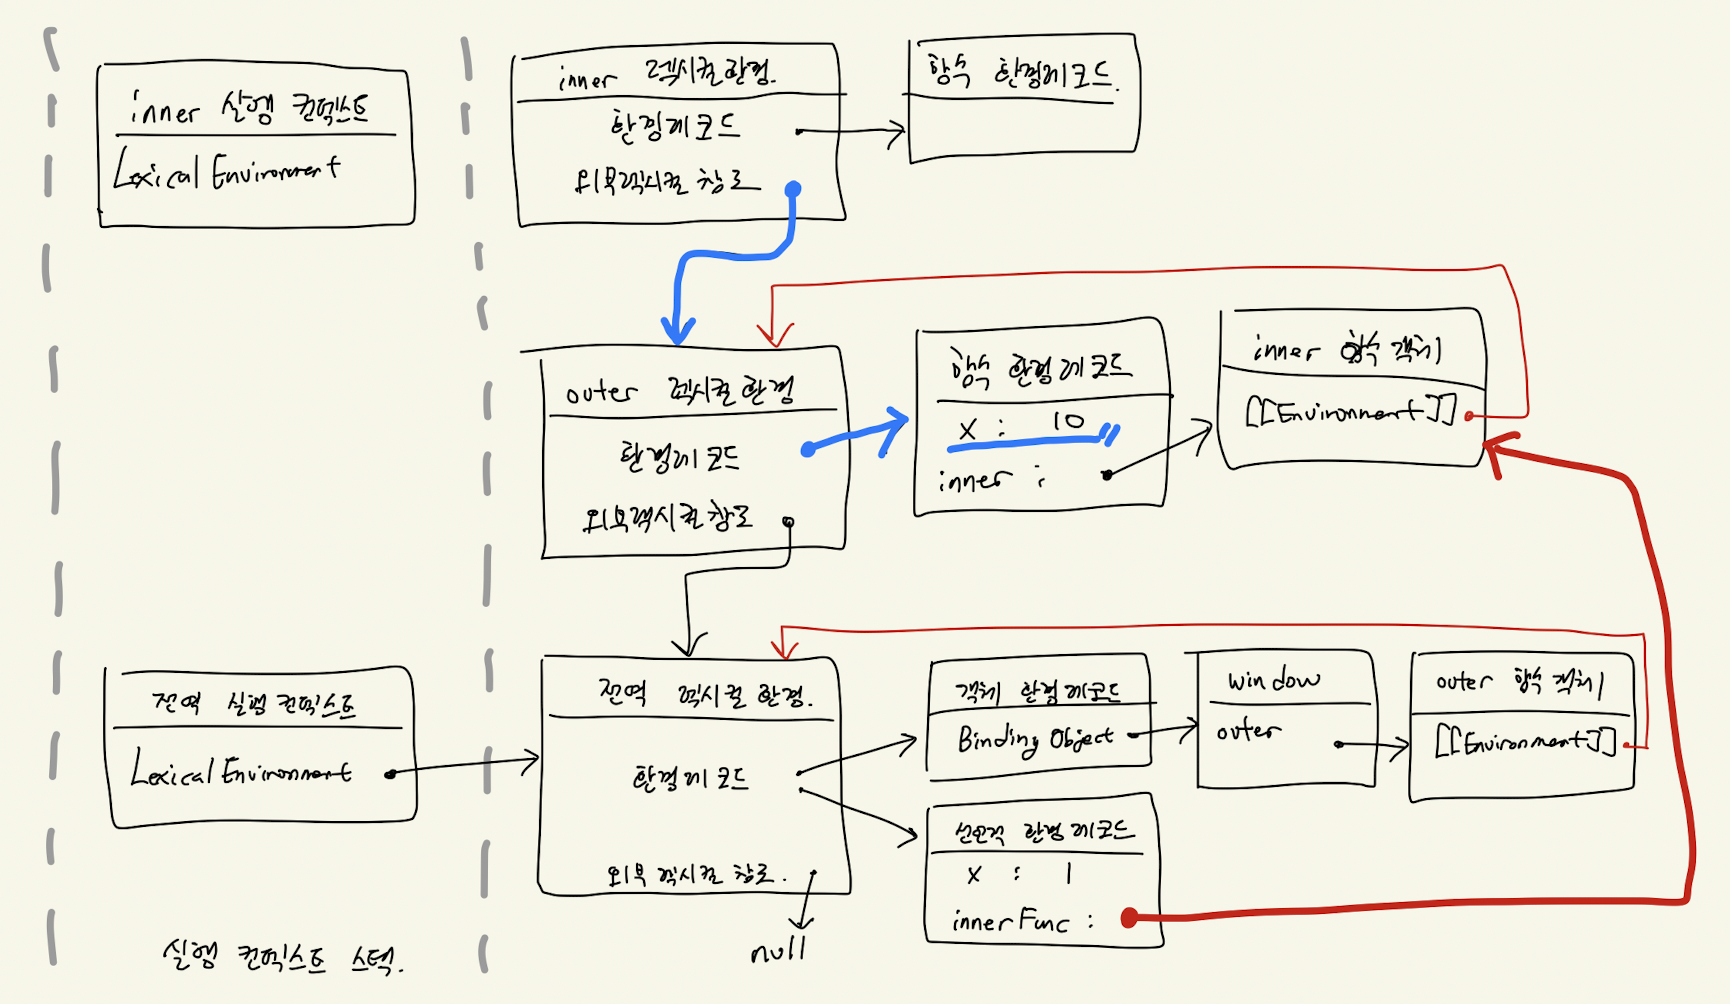 inner 실행 컨텍스트
Lexical Environment
inner 렉시컬 환경.
환경레코드
외부렉시컬 참조
함수 환경레코드.
outer 렉시컬 환경
환경레코드
외부렉시컬 참조
함수 환경레코드
x : 10
inner :
inner 함수 객체
[[Environment]]
전역 실행 컨텍스트
Lexical Environment
전역 렉시컬 환경.
환경레코드
외부 렉시컬 참조.
null
객체 환경레코드
Binding Object
window
outer
outer 함수 객체
[[Environment]]
선언적 환경 레코드
x : 1
innerFunc :
실행 컨텍스트 스택.